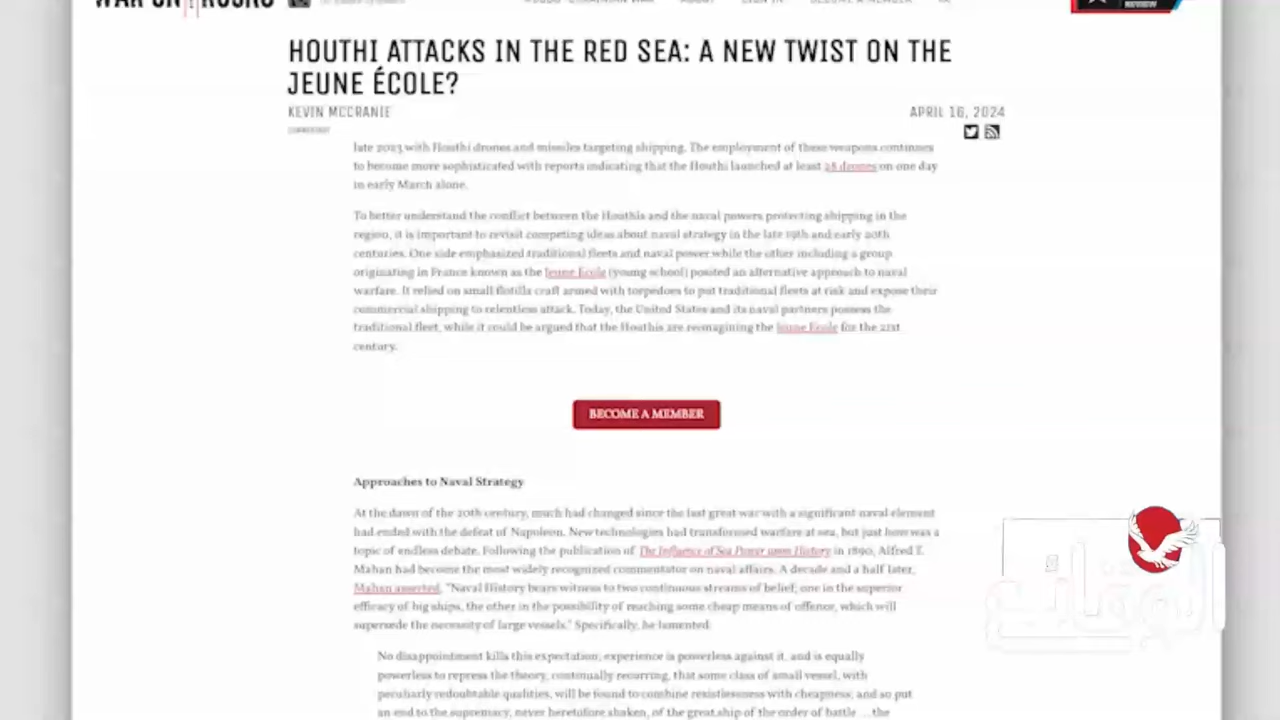 WAR ON ROCKS
HOUTHI ATTACKS IN THE RED SEA: A NEW TWIST ON THE
JEUNE ÉCOLE?
KEVIN MCCRANIE
APRIL 16, 2024
COMMENTARY
late 2023 with Houthi drones and missiles targeting shipping. The employment of these weapons continues
to become more sophisticated with reports indicating that the Houthi launched at least 28 drones on one day
in early March alone.
To better understand the conflict between the Houthis and the naval powers protecting shipping in the
region, it is important to revisit competing ideas about naval strategy in the late 19th and early 20th
centuries. One side emphasized traditional fleets and naval power while the other including a group
originating in France known as the Jeune École (young school) posited an alternative approach to naval
warfare. It relied on small flotilla craft armed with torpedoes to put traditional fleets at risk and expose their
commercial shipping to relentless attack. Today, the United States and its naval partners possess the
traditional fleet, while it could be argued that the Houthis are reimagining the Jeune École for the 21st
century.
BECOME A MEMBER
Approaches to Naval Strategy
At the dawn of the 20th century, much had changed since the last great war with a significant naval element
had ended with the defeat of Napoleon. New technologies had transformed warfare at sea, but just how was a
topic of endless debate. Following the publication of The Influence of Sea Power upon History in 1890, Alfred T.
Mahan had become the most widely recognized commentator on naval affairs. A decade and a half later,
Mahan asserted, "Naval History bears witness to two continuous streams of belief; one in the superior
efficacy of big ships, the other in the possibility of reaching some cheap means of offence, which will
supersede the necessity of large vessels." Specifically, he lamented:
No disappointment kills this expectation; experience is powerless against it, and is equally
powerless to repress the theory, continually recurring, that some class of small vessel, with
peculiarly redoubtable qualities, will be found to combine resistlessness with cheapness, and so put
an end to the supremacy, never heretofore shaken, of the great ship of the order of battle … the